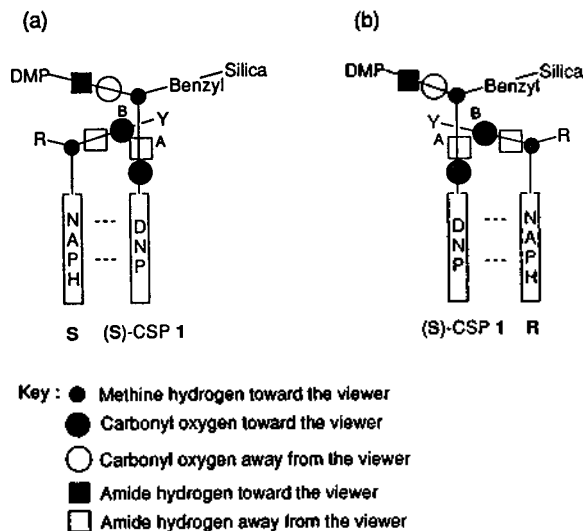 (a)
DMP
Silica
Benzyl
B
Y
R
A
NAPH
DNP
S (S)-CSP 1
(b)
DMP
Silica
Benzyl
B
Y
R
A
DNP
NAPH
(S)-CSP 1 R
Key :
Methine hydrogen toward the viewer
Carbonyl oxygen toward the viewer
Carbonyl oxygen away from the viewer
Amide hydrogen toward the viewer
Amide hydrogen away from the viewer